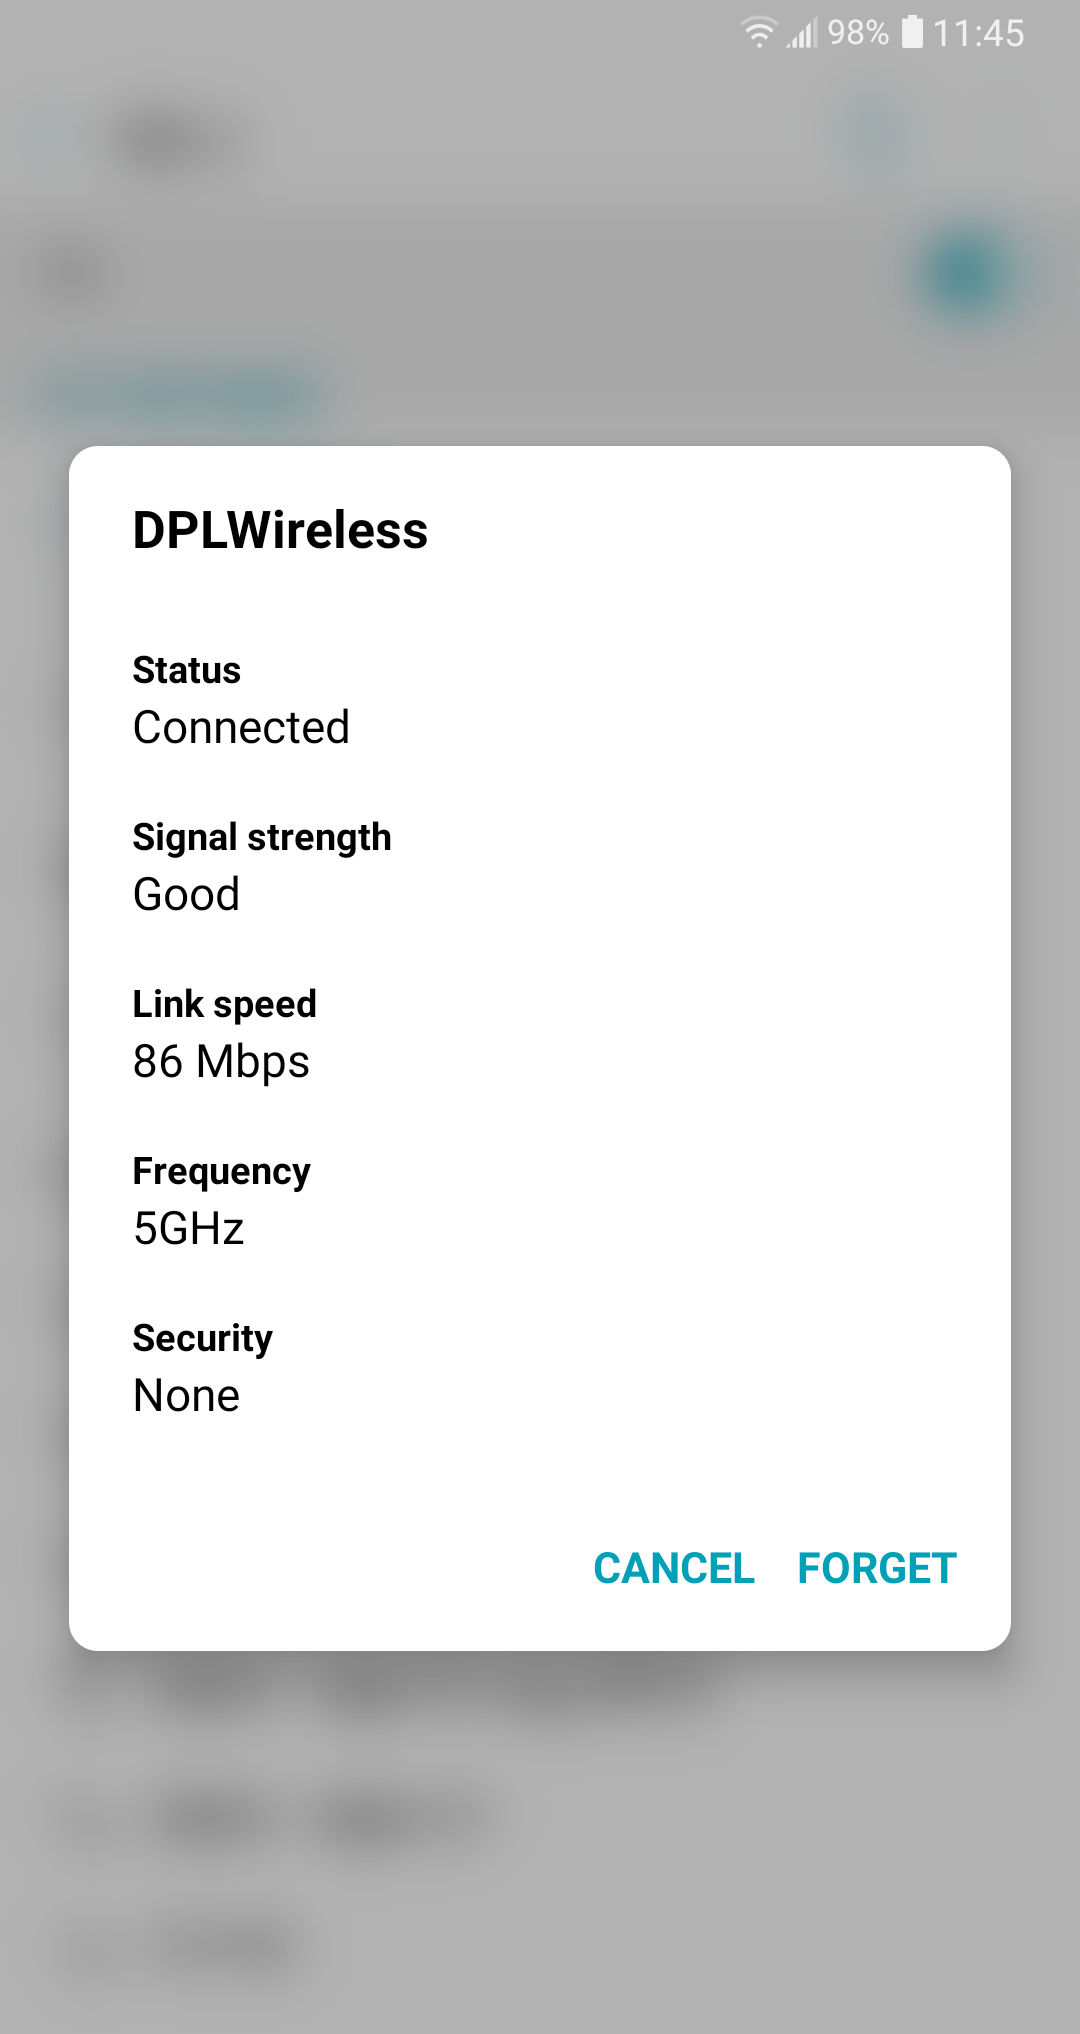 98% 11:45
DPLWireless
Status
Connected
Signal strength
Good
Link speed
86 Mbps
Frequency
5GHz
Security
None
CANCEL FORGET